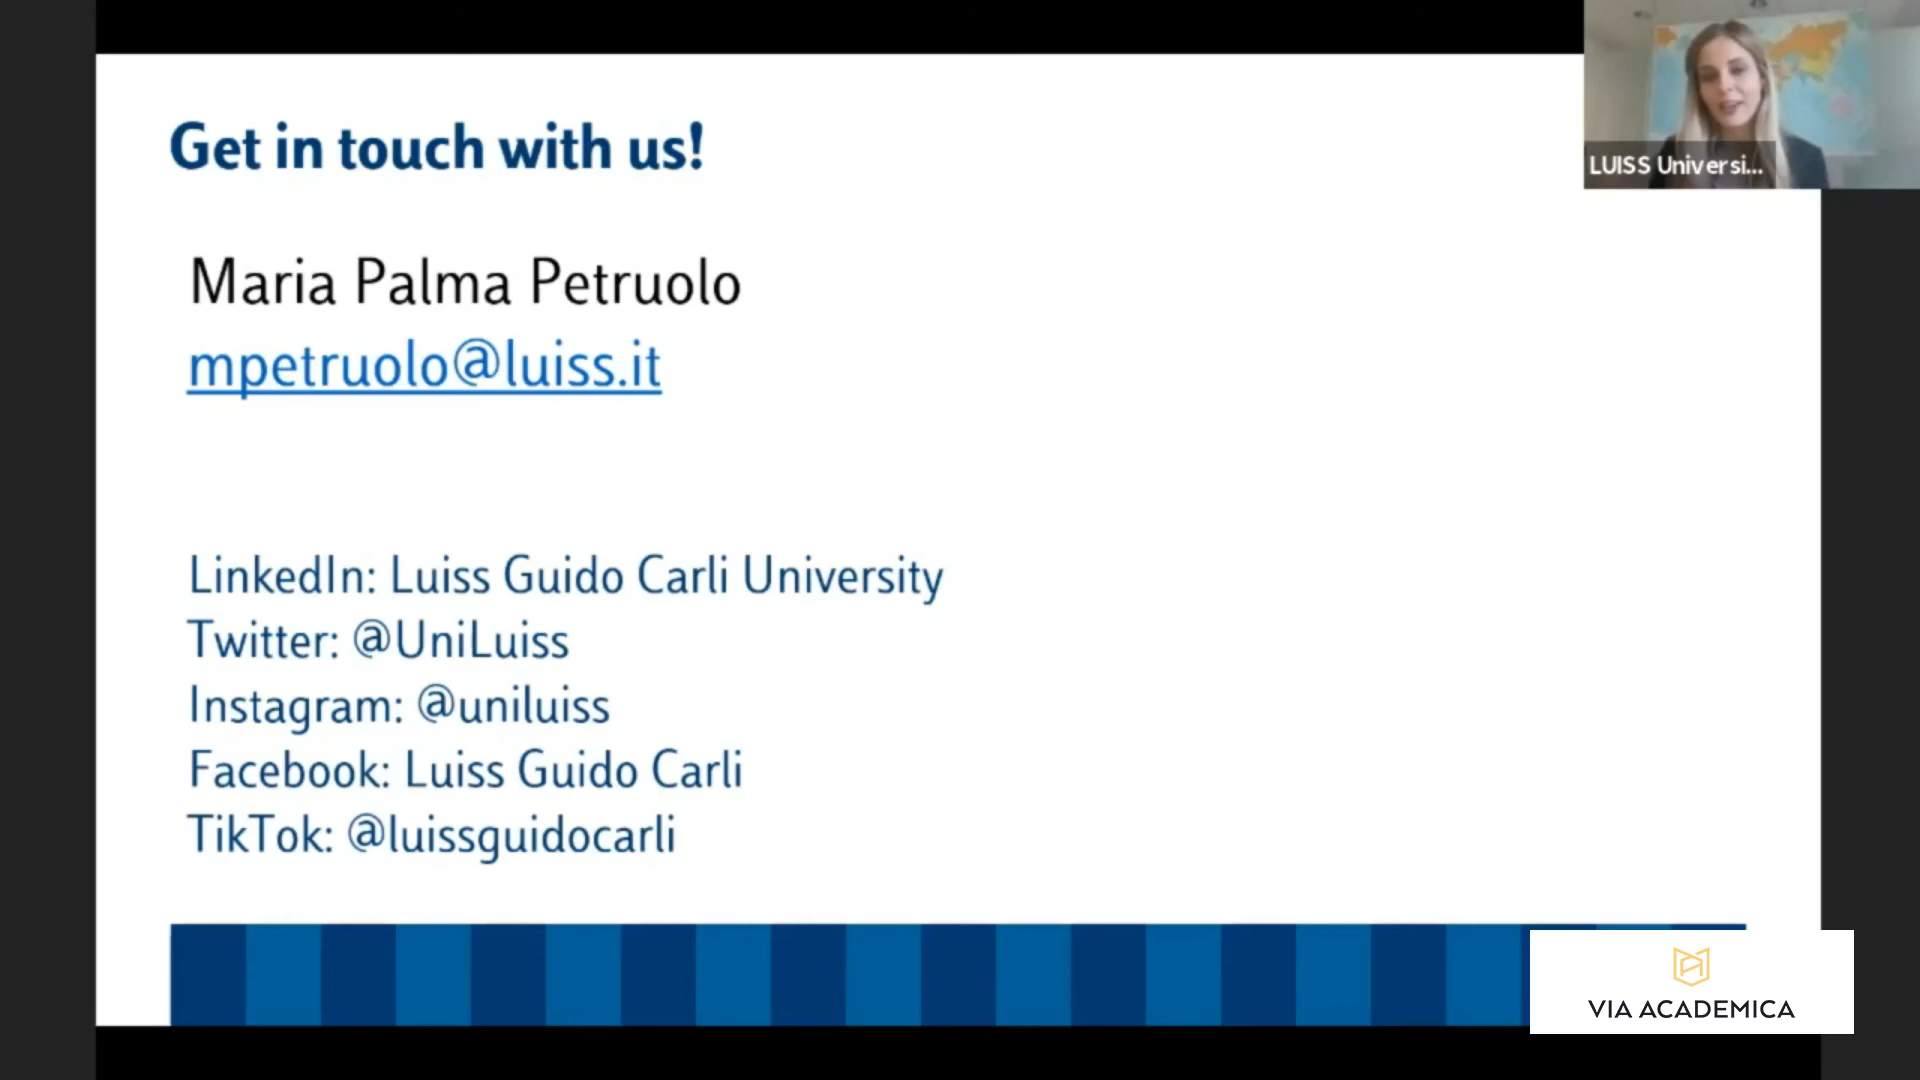 Get in touch with us!
LUISS Universi...
Maria Palma Petruolo
mpetruolo@luiss.it
LinkedIn: Luiss Guido Carli University
Twitter: @UniLuiss
Instagram: @uniluiss
Facebook: Luiss Guido Carli
TikTok: @luissguidocarli
VIA ACADEMICA